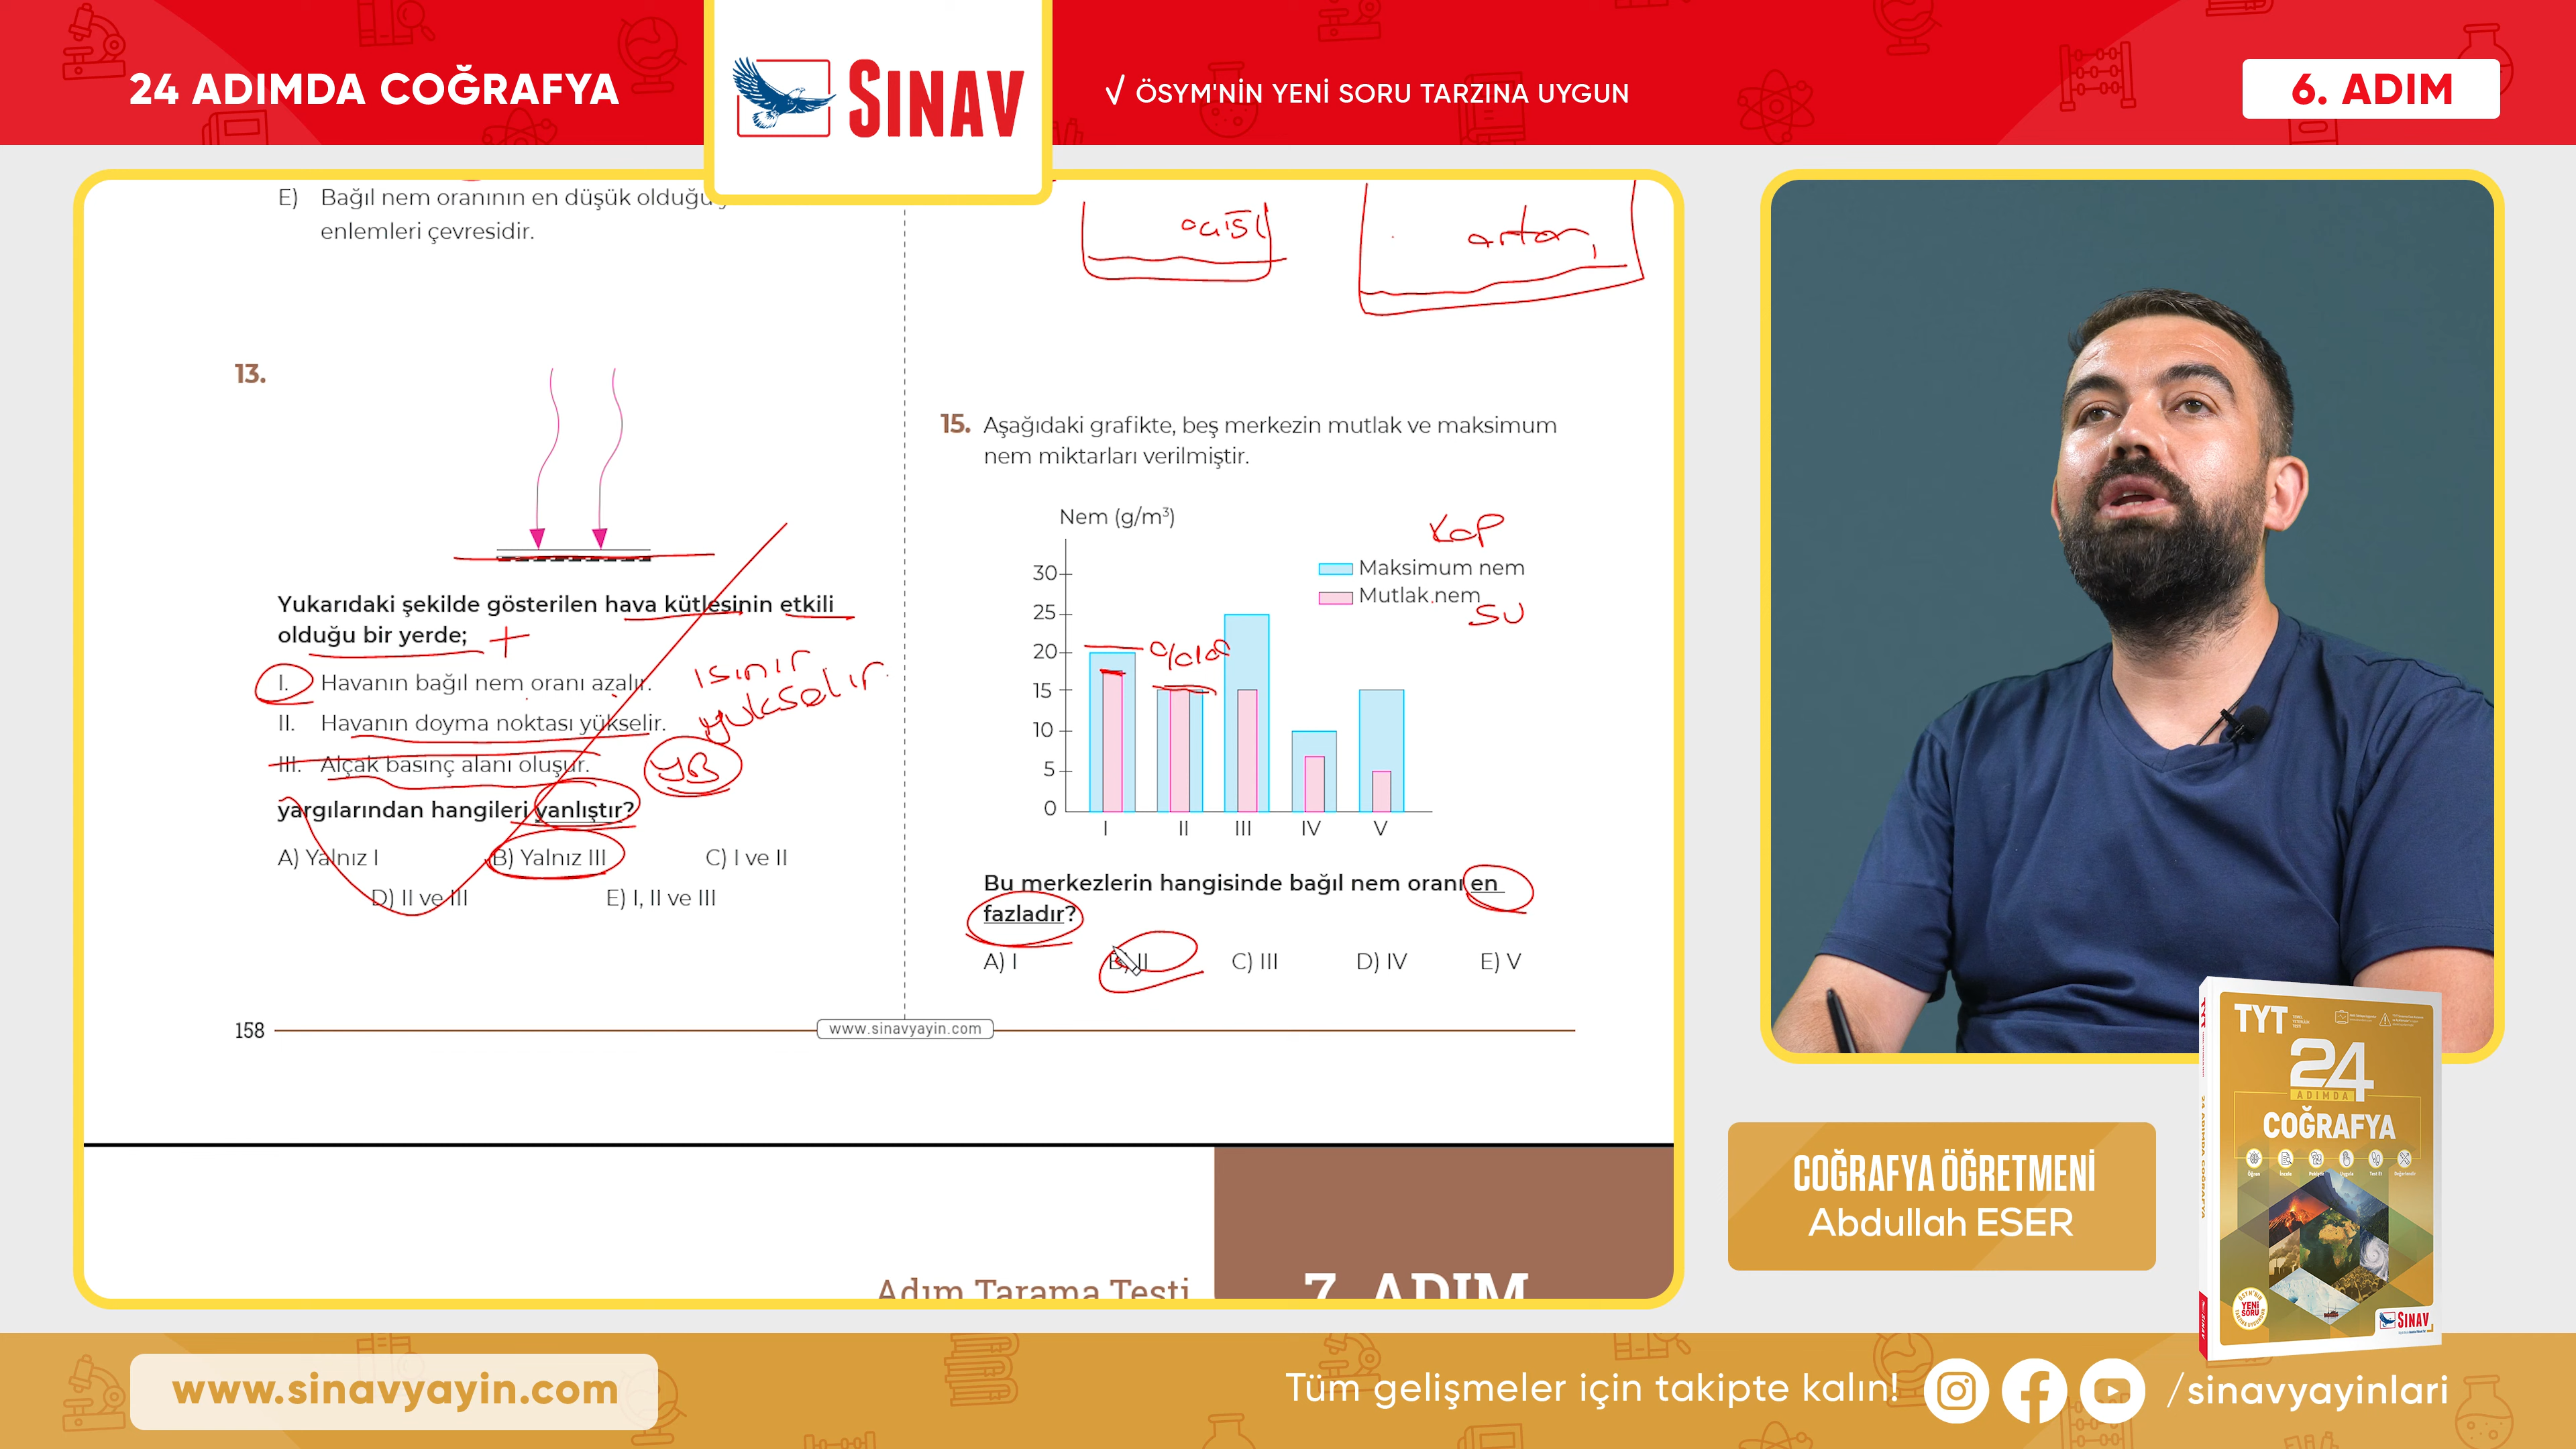 24 ADIMDA COĞRAFYA
SINAV
√ ÖSYM'NİN YENİ SORU TARZINA UYGUN
6. ADIM
E) Bağıl nem oranının en düşük olduğu
enlemleri çevresidir.
artan
13.
Yukarıdaki şekilde gösterilen hava kütlesinin etkili
olduğu bir yerde; +
I. Havanın bağıl nem oranı azalır.
II. Havanın doyma noktası yükselir.
III. Alçak basınç alanı oluşur.
ısınır
yükselir
YB
yargılarından hangileri yanlıştır?
A) Yalnız I B) Yalnız III C) I ve II
D) II ve III E) I, II ve III
158
www.sinavyayin.com
15. Aşağıdaki grafikte, beş merkezin mutlak ve maksimum
nem miktarları verilmiştir.
Nem (g/m³)
Kap
Maksimum nem
Mutlak nem
su
30
25
20
15
10
5
0
I II III IV V
Bu merkezlerin hangisinde bağıl nem oranı en
fazladır?
A) I B) II C) III D) IV E) V
Adım Tarama Testi
7. ADIM
COĞRAFYA ÖĞRETMENİ
Abdullah ESER
TYT
24
ADIMDA
COĞRAFYA
YENİ
SORU
SINAV
www.sinavyayin.com
Tüm gelişmeler için takipte kalın!
/sinavyayinlari